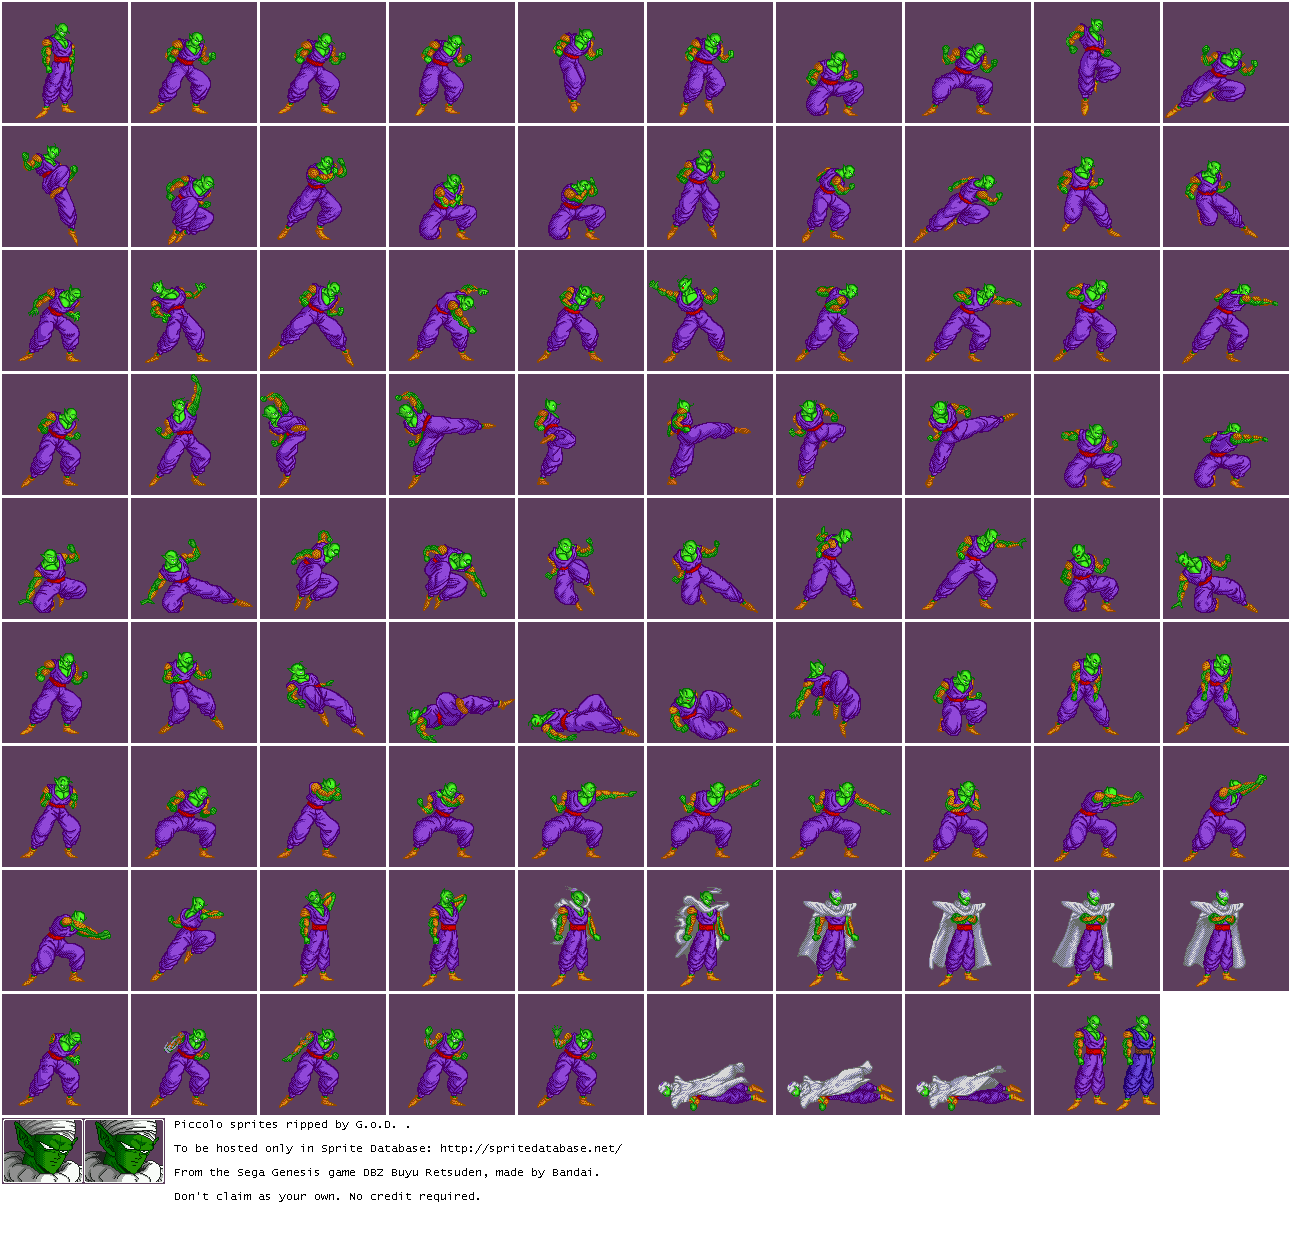 Piccolo sprites ripped by G.o.D. .
To be hosted only in Sprite Database: http://spritedatabase.net/
From the Sega Genesis game DBZ Buyu Retsuden, made by Bandai.
Don't claim as your own. No credit required.